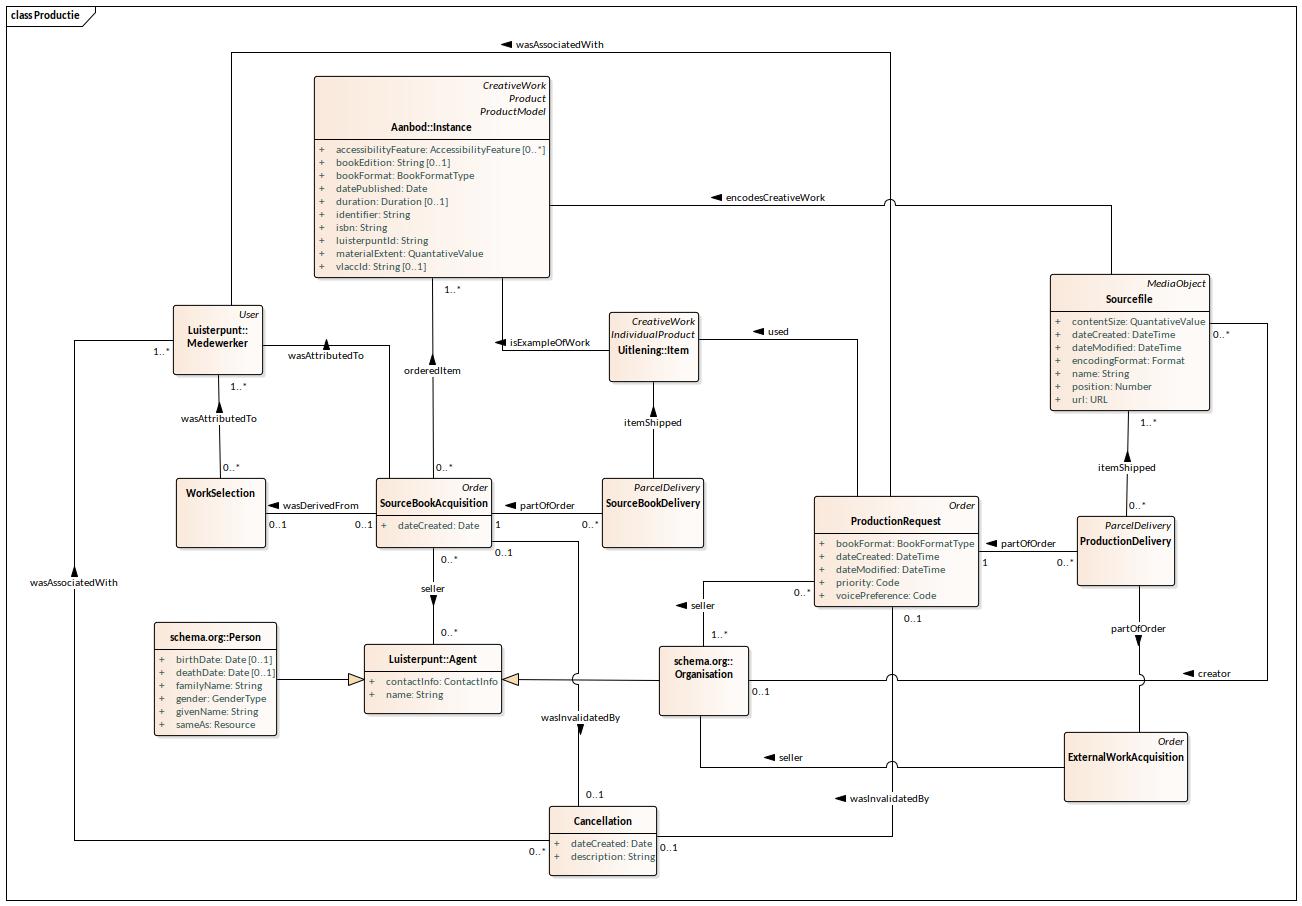 class Productie
wasAssociatedWith
CreativeWork
Product
ProductModel
Aanbod::Instance
+ accessibilityFeature: AccessibilityFeature [0..*]
+ bookEdition: String [0..1]
+ bookFormat: BookFormatType
+ datePublished: Date
+ duration: Duration [0..1]
+ identifier: String
+ isbn: String
+ luisterpuntId: String
+ materialExtent: QuantativeValue
+ vlaccId: String [0..1]
encodesCreativeWork
1..*
MediaObject
Sourcefile
+ contentSize: QuantativeValue
+ dateCreated: DateTime
+ dateModified: DateTime
+ encodingFormat: Format
+ name: String
+ position: Number
+ url: URL
0..*
1..*
User
Luisterpunt::
Medewerker
1..*
1..*
wasAttributedTo
isExampleOfWork
CreativeWork
IndividualProduct
Uitlening::Item
used
orderedItem
wasAttributedTo
itemShipped
itemShipped
0..*
0..*
0..*
WorkSelection
wasDerivedFrom
0..1
0..1
Order
SourceBookAcquisition
+ dateCreated: Date
partOfOrder
1
0..*
0..1
0..*
ParcelDelivery
SourceBookDelivery
Order
ProductionRequest
+ bookFormat: BookFormatType
+ dateCreated: DateTime
+ dateModified: DateTime
+ priority: Code
+ voicePreference: Code
partOfOrder
1
0..*
ParcelDelivery
ProductionDelivery
wasAssociatedWith
seller
0..*
seller
0..*
0..1
1..*
partOfOrder
schema.org::Person
+ birthDate: Date [0..1]
+ deathDate: Date [0..1]
+ familyName: String
+ gender: GenderType
+ givenName: String
+ sameAs: Resource
Luisterpunt::Agent
+ contactInfo: ContactInfo
+ name: String
schema.org::
Organisation
0..1
creator
wasInvalidatedBy
seller
Order
ExternalWorkAcquisition
0..1
wasInvalidatedBy
Cancellation
+ dateCreated: Date
+ description: String
0..*
0..1